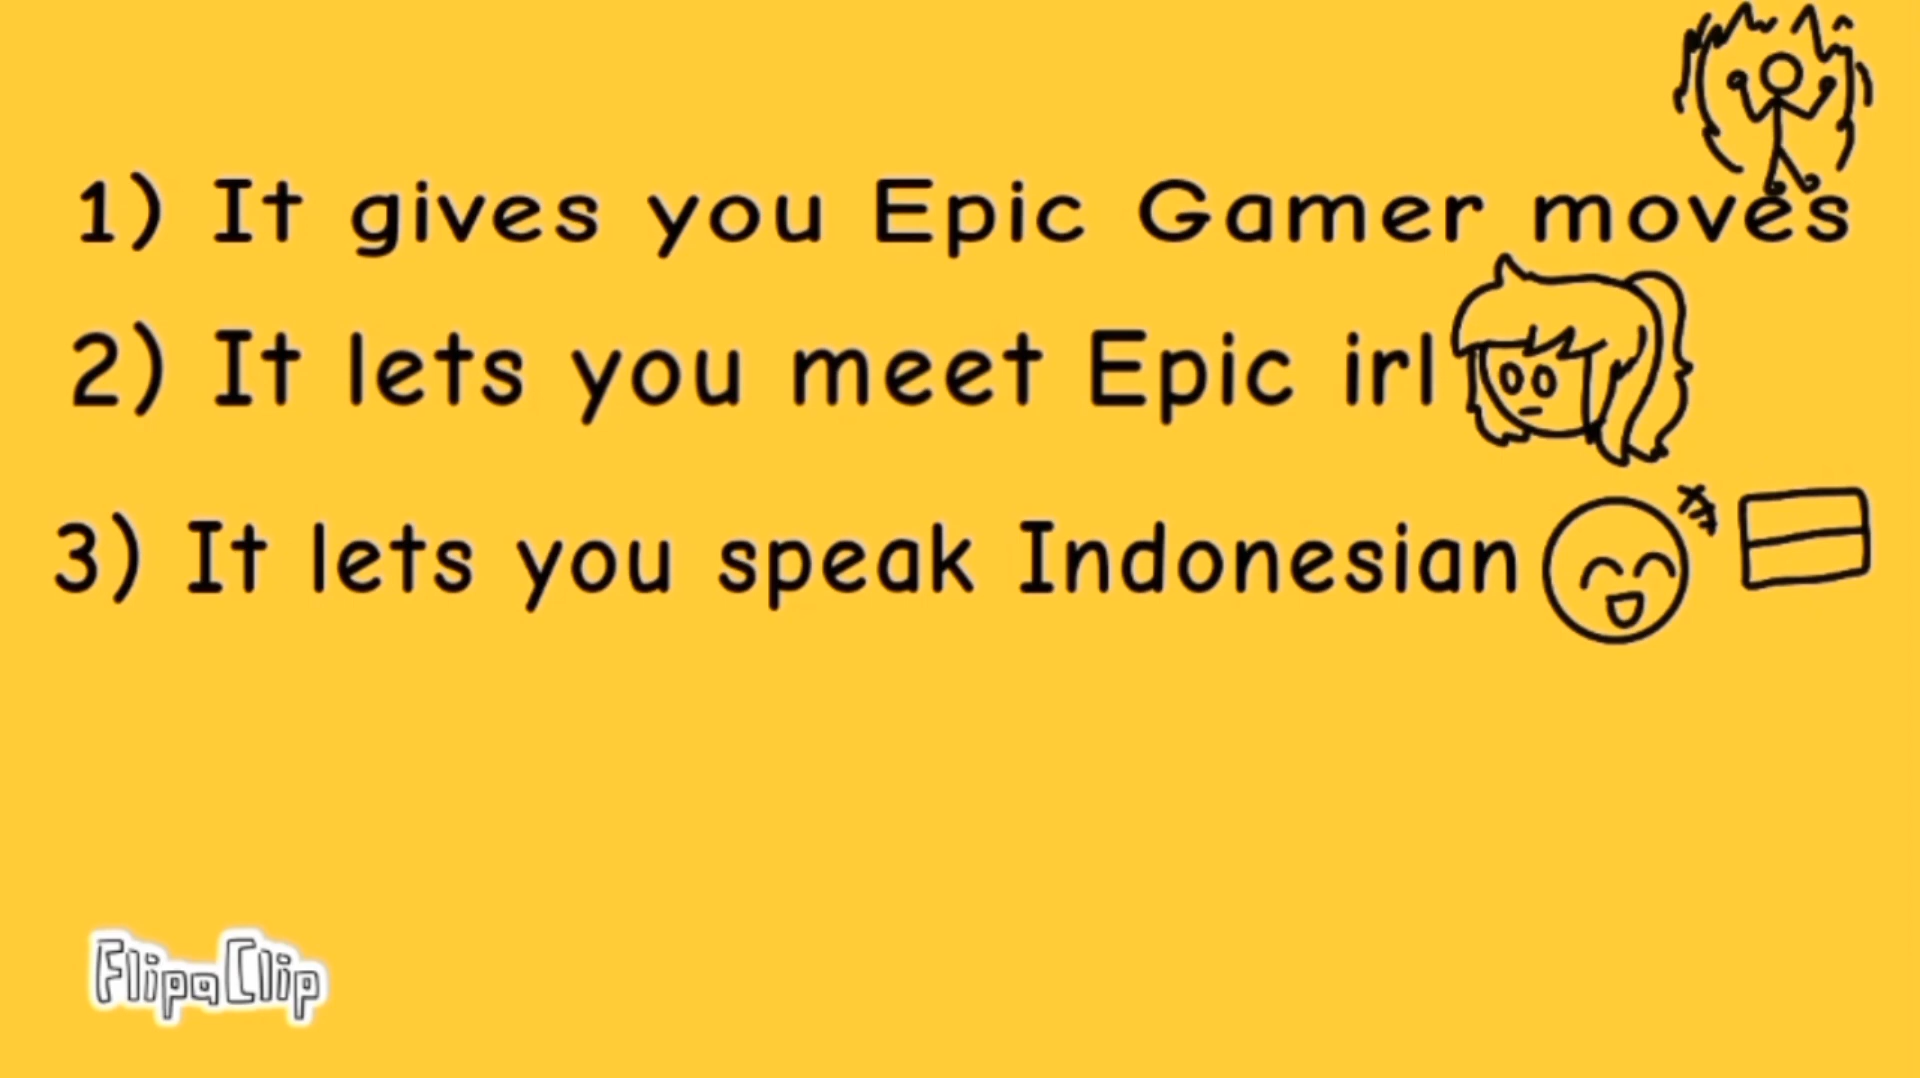 1) It gives you Epic Gamer moves
2) It lets you meet Epic irl
3) It lets you speak Indonesian
FlipaClip